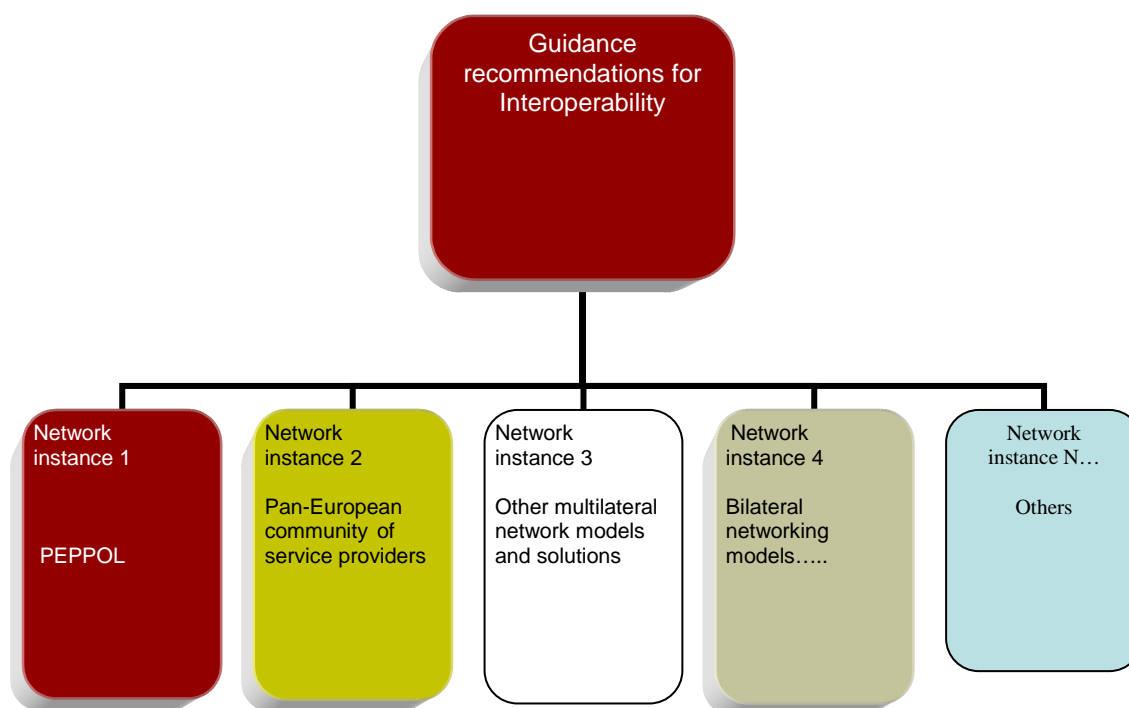 Guidance
recommendations for
Interoperability
Network
instance 1
PEPPOL
Network
instance 2
Pan-European
community of
service providers
Network
instance 3
Other multilateral
network models
and solutions
Network
instance 4
Bilateral
networking
models…..
Network
instance N…
Others